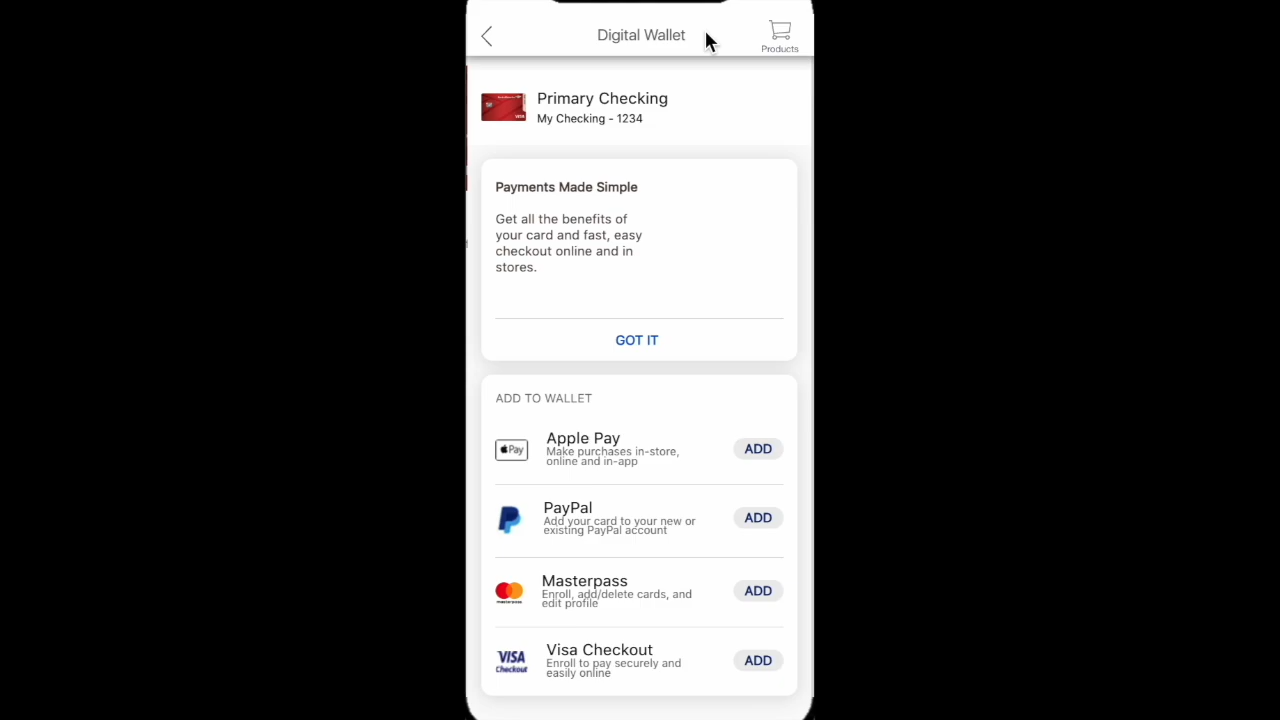 Digital Wallet
Products
Primary Checking
My Checking - 1234
VISA
Payments Made Simple
Get all the benefits of
your card and fast, easy
checkout online and in
stores.
GOT IT
ADD TO WALLET
Pay
Apple Pay
Make purchases in-store,
online and in-app
ADD
PayPal
Add your card to your new or
existing PayPal account
ADD
masterpass
Masterpass
Enroll, add/delete cards, and
edit profile
ADD
VISA
Checkout
Visa Checkout
Enroll to pay securely and
easily online
ADD